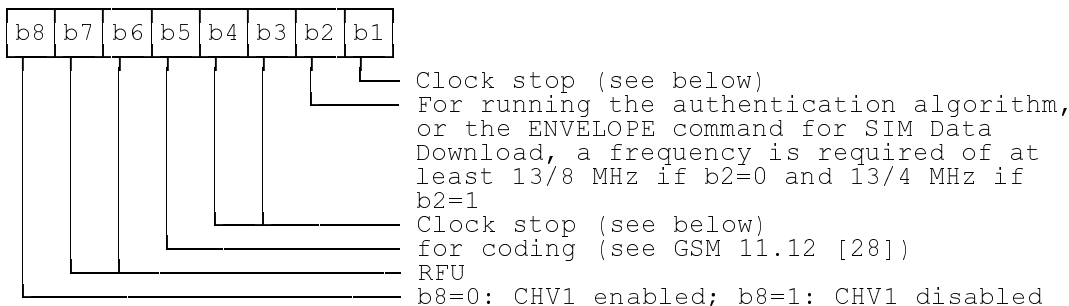 b8 b7 b6 b5 b4 b3 b2 b1
Clock stop (see below)
For running the authentication algorithm,
or the ENVELOPE command for SIM Data
Download, a frequency is required of at
least 13/8 MHz if b2=0 and 13/4 MHz if
b2=1
Clock stop (see below)
for coding (see GSM 11.12 [28])
RFU
b8=0: CHV1 enabled; b8=1: CHV1 disabled